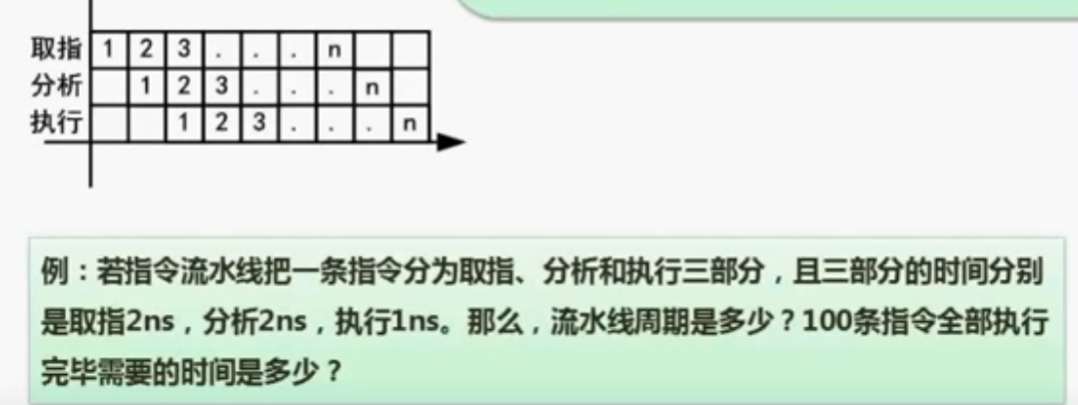 取指 1 2 3 . . . n
分析 1 2 3 . . . n
执行 1 2 3 . . . n
例：若指令流水线把一条指令分为取指、分析和执行三部分，且三部分的时间分别
是取指2ns，分析2ns，执行1ns。那么，流水线周期是多少？100条指令全部执行
完毕需要的时间是多少？